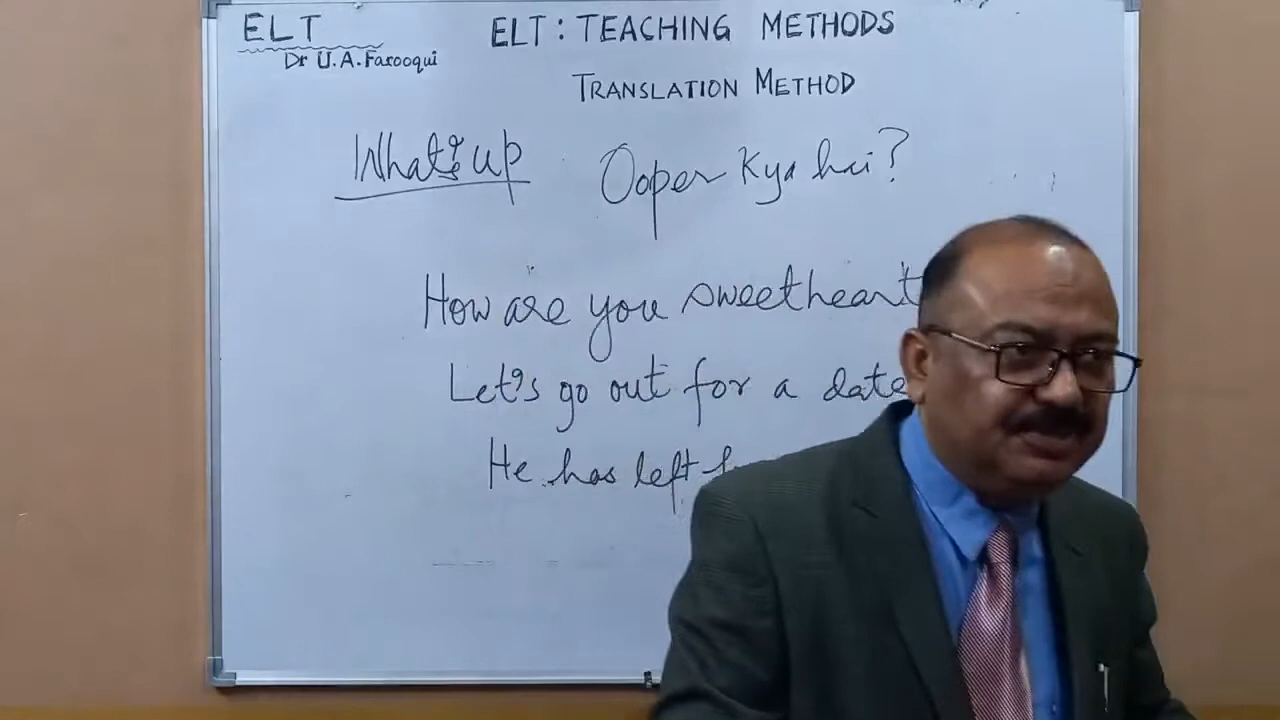 ELT
Dr U.A. Farooqui
ELT : TEACHING METHODS
TRANSLATION METHOD
What's up Ooper Kya hai?
How are you sweetheart
Let's go out for a date
He has left